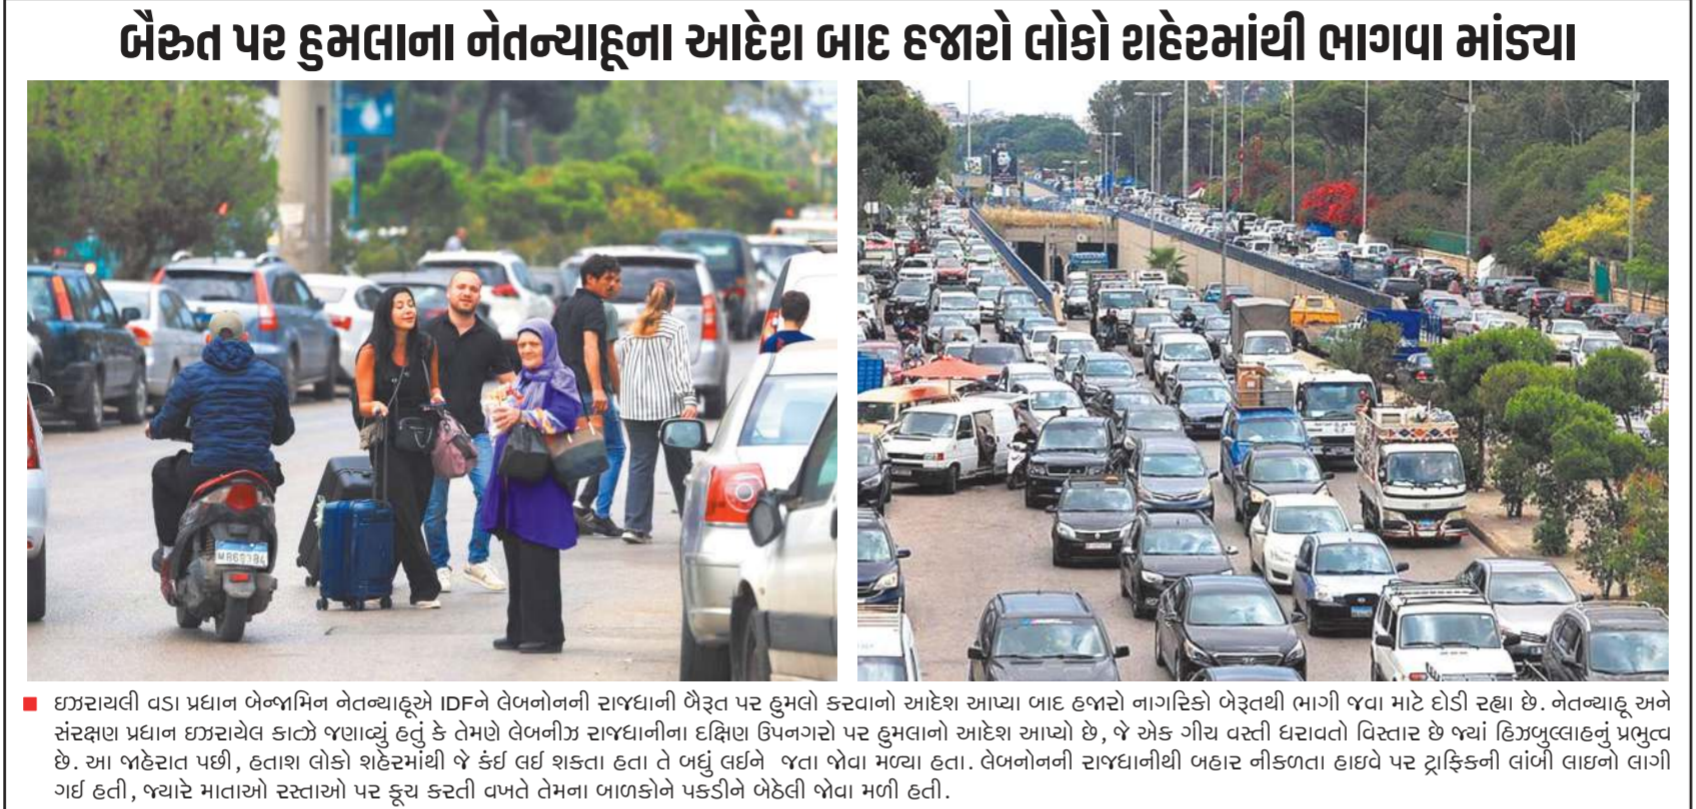 બૈરુત પર હુમલાના નેતન્યાહૂના આદેશ બાદ હજારો લોકો શહેરમાંથી ભાગવા માંડ્યા
ઇઝરાયલી વડા પ્રધાન બેન્જામિન નેતન્યાહૂએ IDFને લેબનોનની રાજધાની બૈરૂત પર હુમલો કરવાનો આદેશ આપ્યા બાદ હજારો નાગરિકો બેરૂતથી ભાગી જવા માટે દોડી રહ્યા છે. નેતન્યાહૂ અને
સંરક્ષણ પ્રધાન ઇઝરાયેલ કાત્ઝે જણાવ્યું હતું કે તેમણે લેબનીઝ રાજધાનીના દક્ષિણ ઉપનગરો પર હુમલાનો આદેશ આપ્યો છે, જે એક ગીચ વસ્તી ધરાવતો વિસ્તાર છે જ્યાં હિઝબુલ્લાહનું પ્રભુત્વ
છે. આ જાહેરાત પછી, હતાશ લોકો શહેરમાંથી જે કંઈ લઈ શકતા હતા તે બધું લઈને જતા જોવા મળ્યા હતા. લેબનોનની રાજધાનીથી બહાર નીકળતા હાઇવે પર ટ્રાફિકની લાંબી લાઇનો લાગી
ગઈ હતી, જ્યારે માતાઓ રસ્તાઓ પર કૂચ કરતી વખતે તેમના બાળકોને પકડીને બેઠેલી જોવા મળી હતી.